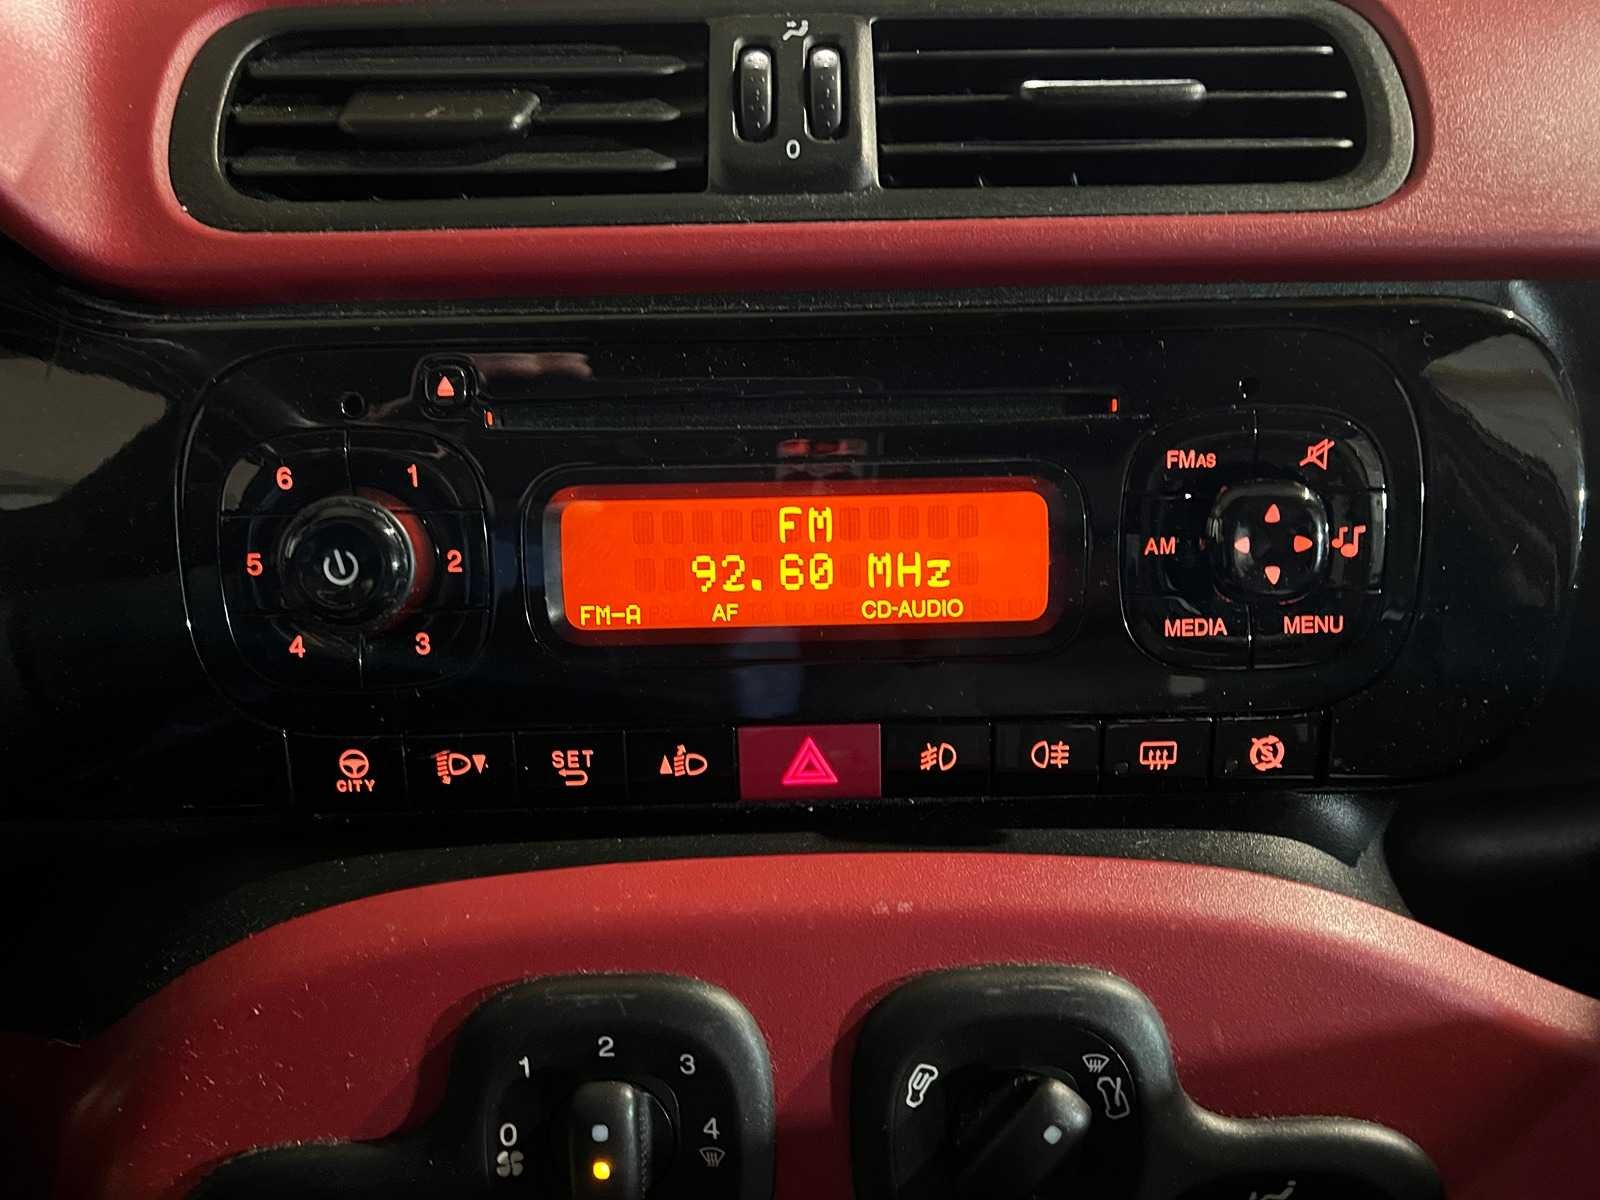 0
6
1
5
2
4
3
FM
92.60 MHz
FM-A AF CD-AUDIO
FMAS
AM
MEDIA
MENU
CITY
SET
S
0
1
2
3
4